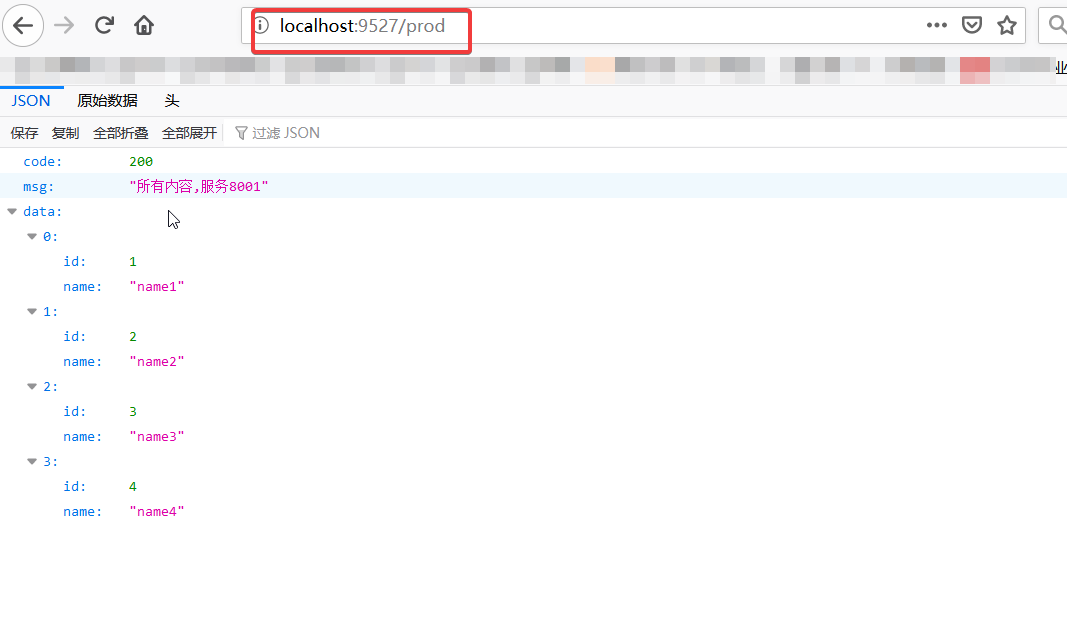 localhost:9527/prod
JSON 原始数据 头
保存 复制 全部折叠 全部展开 过滤 JSON
code: 200
msg: "所有内容,服务8001"
data:
0:
id: 1
name: "name1"
1:
id: 2
name: "name2"
2:
id: 3
name: "name3"
3:
id: 4
name: "name4"